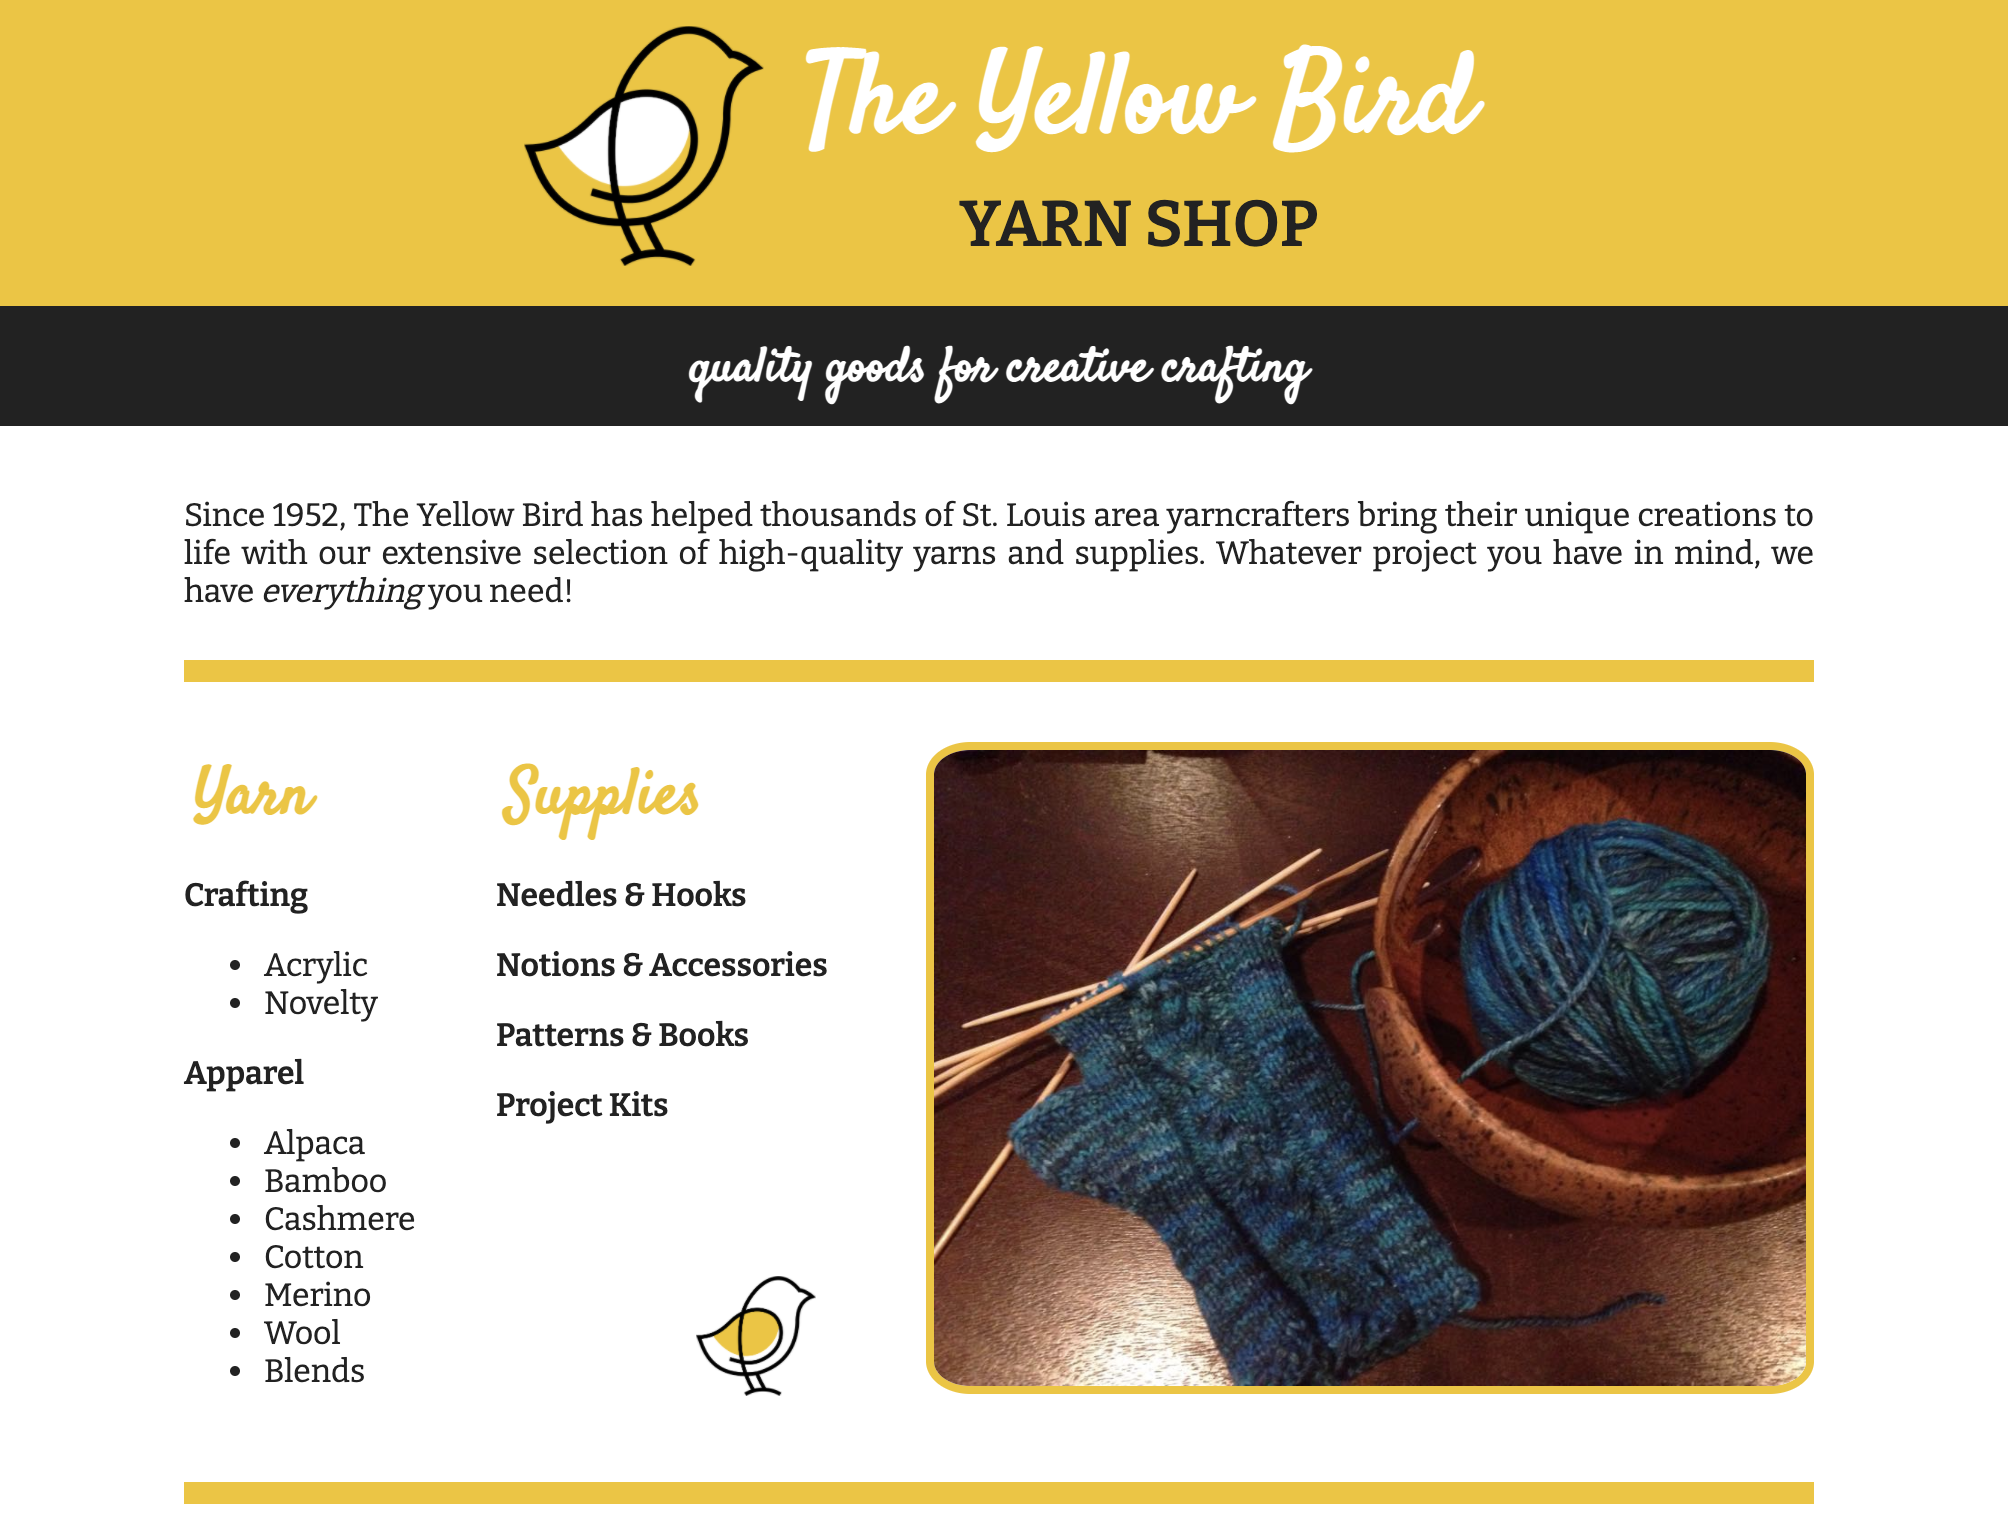 The Yellow Bird
YARN SHOP
quality goods for creative crafting
Since 1952, The Yellow Bird has helped thousands of St. Louis area yarncrafters bring their unique creations to
life with our extensive selection of high-quality yarns and supplies. Whatever project you have in mind, we
have everything you need!
Yarn
Crafting
• Acrylic
• Novelty
Apparel
• Alpaca
• Bamboo
• Cashmere
• Cotton
• Merino
• Wool
• Blends
Supplies
Needles & Hooks
Notions & Accessories
Patterns & Books
Project Kits